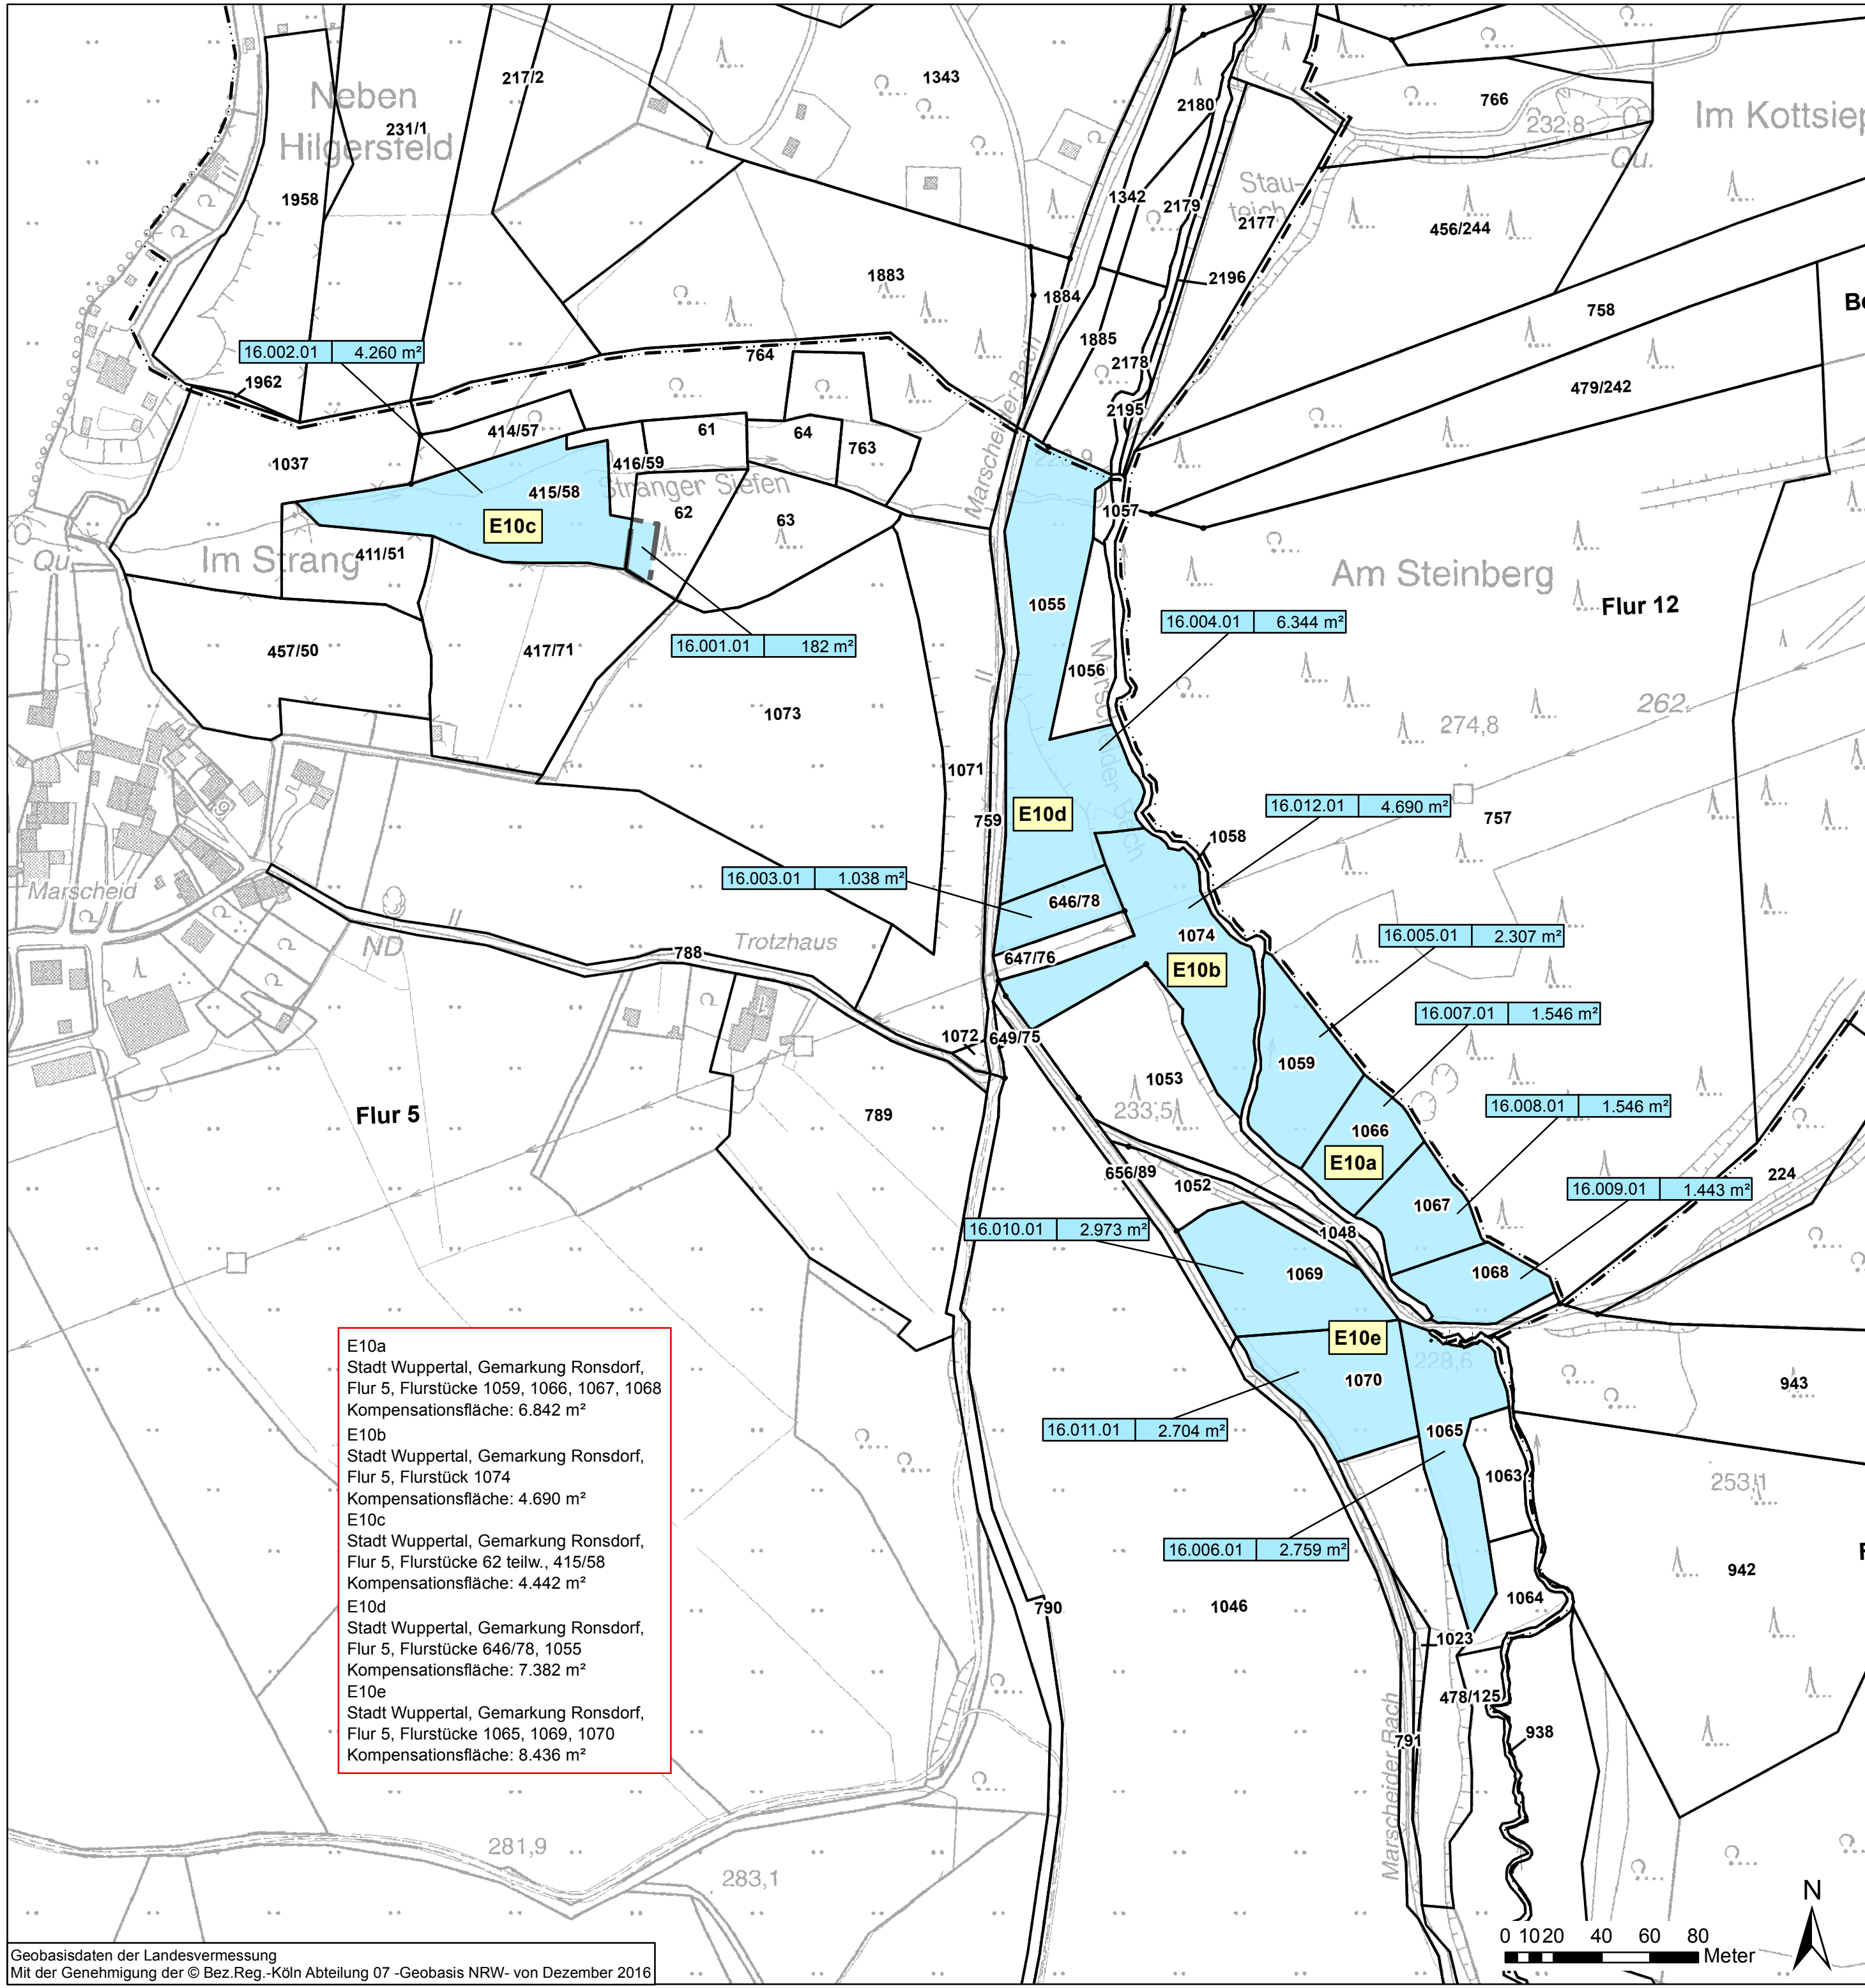 217/2
1343
2180
766
Neben
Hilgersfeld
231/1
232,8
Im Kottsiep
Qu.
1958
1342
2179
Stau-
teich
2177
456/244
1883
2196
1884
758
16.002.01 4.260 m²
764
1885
2178
1962
479/242
2195
414/57
61
64
763
Marscheider Bach
1037
416/59
415/58
Stranger Siefen
62
63
1057
E10c
Qu.
Im Strang
411/51
Am Steinberg
Flur 12
1055
16.004.01 6.344 m²
457/50
417/71
16.001.01 182 m²
1056
Marscheider Bach
262
1073
274,8
1071
759
E10d
16.012.01 4.690 m²
757
1058
Marscheid
16.003.01 1.038 m²
646/78
ND
Trotzhaus
788
1074
16.005.01 2.307 m²
647/76
E10b
16.007.01 1.546 m²
1072
649/75
1059
1053
233,5
Flur 5
789
16.008.01 1.546 m²
1066
E10a
656/89
1052
1067
16.009.01 1.443 m²
224
16.010.01 2.973 m²
1048
1069
1068
E10e
228,6
1070
943
16.011.01 2.704 m²
1065
1063
253,1
16.006.01 2.759 m²
942
1064
790
1046
1023
478/125
791
938
Marscheider Bach
E10a
Stadt Wuppertal, Gemarkung Ronsdorf,
Flur 5, Flurstücke 1059, 1066, 1067, 1068
Kompensationsfläche: 6.842 m²
E10b
Stadt Wuppertal, Gemarkung Ronsdorf,
Flur 5, Flurstück 1074
Kompensationsfläche: 4.690 m²
E10c
Stadt Wuppertal, Gemarkung Ronsdorf,
Flur 5, Flurstücke 62 teilw., 415/58
Kompensationsfläche: 4.442 m²
E10d
Stadt Wuppertal, Gemarkung Ronsdorf,
Flur 5, Flurstücke 646/78, 1055
Kompensationsfläche: 7.382 m²
E10e
Stadt Wuppertal, Gemarkung Ronsdorf,
Flur 5, Flurstücke 1065, 1069, 1070
Kompensationsfläche: 8.436 m²
281,9
283,1
N
0 10 20 40 60 80
Meter
Geobasisdaten der Landesvermessung
Mit der Genehmigung der © Bez.Reg.-Köln Abteilung 07 -Geobasis NRW- von Dezember 2016